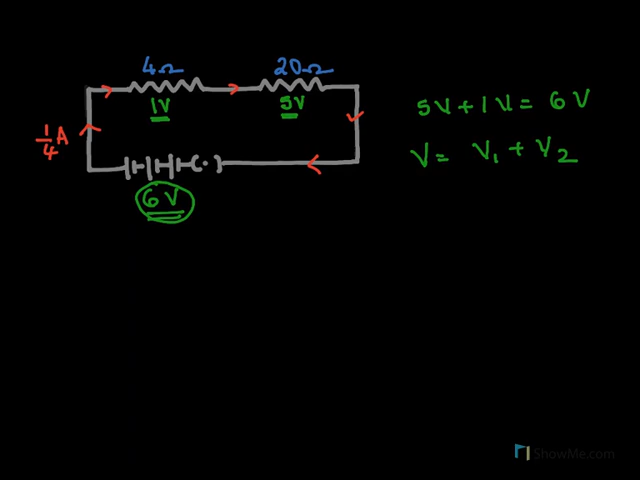 4Ω 20Ω
1V 5V
1/4 A
6V
5V + 1V = 6V
V = V₁ + V₂
ShowMe.com